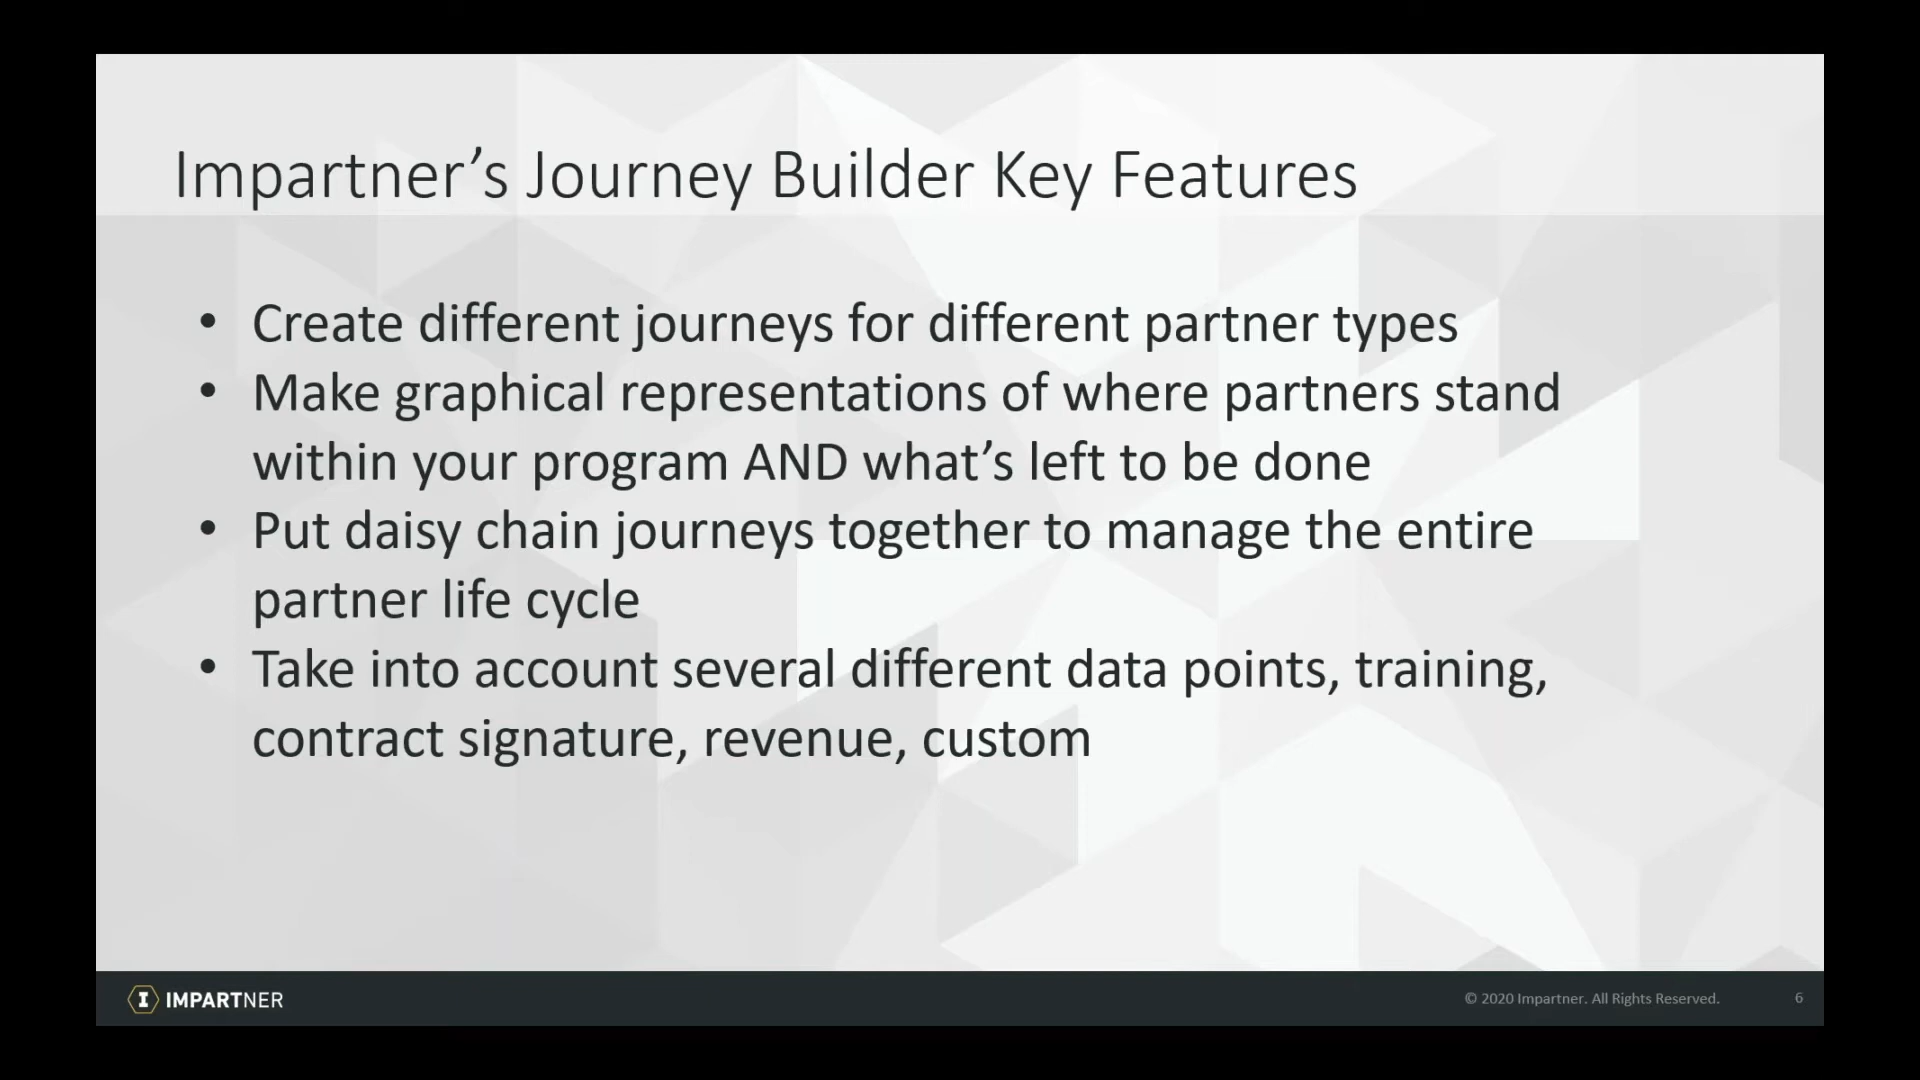 Impartner’s Journey Builder Key Features
• Create different journeys for different partner types
• Make graphical representations of where partners stand
within your program AND what’s left to be done
• Put daisy chain journeys together to manage the entire
partner life cycle
• Take into account several different data points, training,
contract signature, revenue, custom
I IMPARTNER
© 2020 Impartner. All Rights Reserved.
6